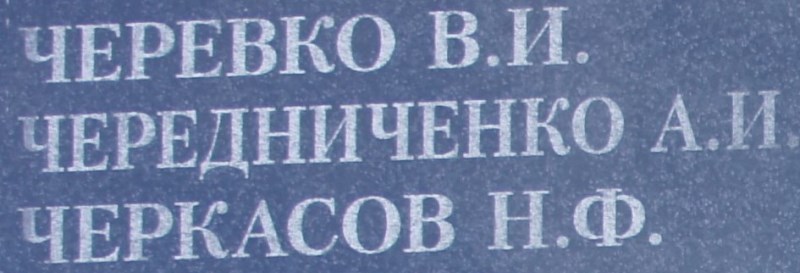 ЧЕРЕВКО В.И.
ЧЕРЕДНИЧЕНКО А.И.
ЧЕРКАСОВ Н.Ф.